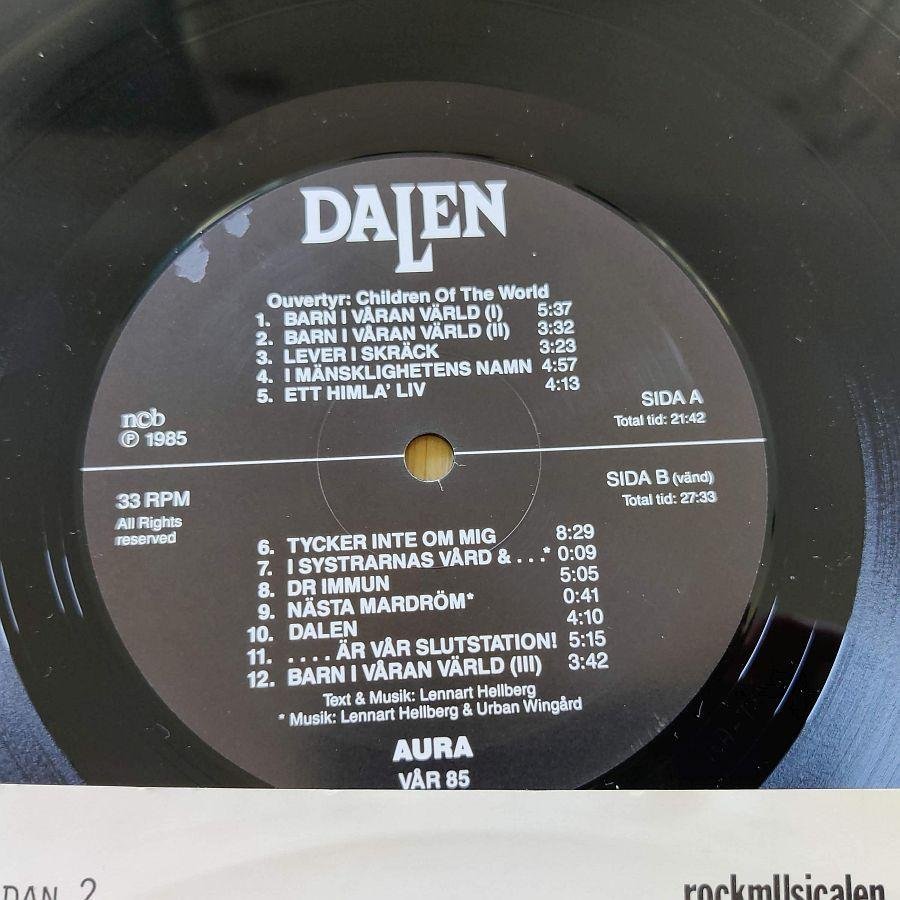 DALEN
Ouvertyr: Children Of The World
1. BARN I VÅRAN VÄRLD (I) 5:37
2. BARN I VÅRAN VÄRLD (II) 3:32
3. LEVER I SKRÄCK 3:23
4. I MÄNSKLIGHETENS NAMN 4:57
5. ETT HIMLA' LIV 4:13
ncb
Ⓟ 1985
SIDA A
Total tid: 21:42
33 RPM
All Rights
reserved
SIDA B (vänd)
Total tid: 27:33
6. TYCKER INTE OM MIG 8:29
7. I SYSTRARNAS VÅRD & . . .* 0:09
8. DR IMMUN 5:05
9. NÄSTA MARDRÖM* 0:41
10. DALEN 4:10
11. . . . . ÄR VÅR SLUTSTATION! 5:15
12. BARN I VÅRAN VÄRLD (III) 3:42
Text & Musik: Lennart Hellberg
* Musik: Lennart Hellberg & Urban Wingård
AURA
VÅR 85
DAN 2
rockmusicalen